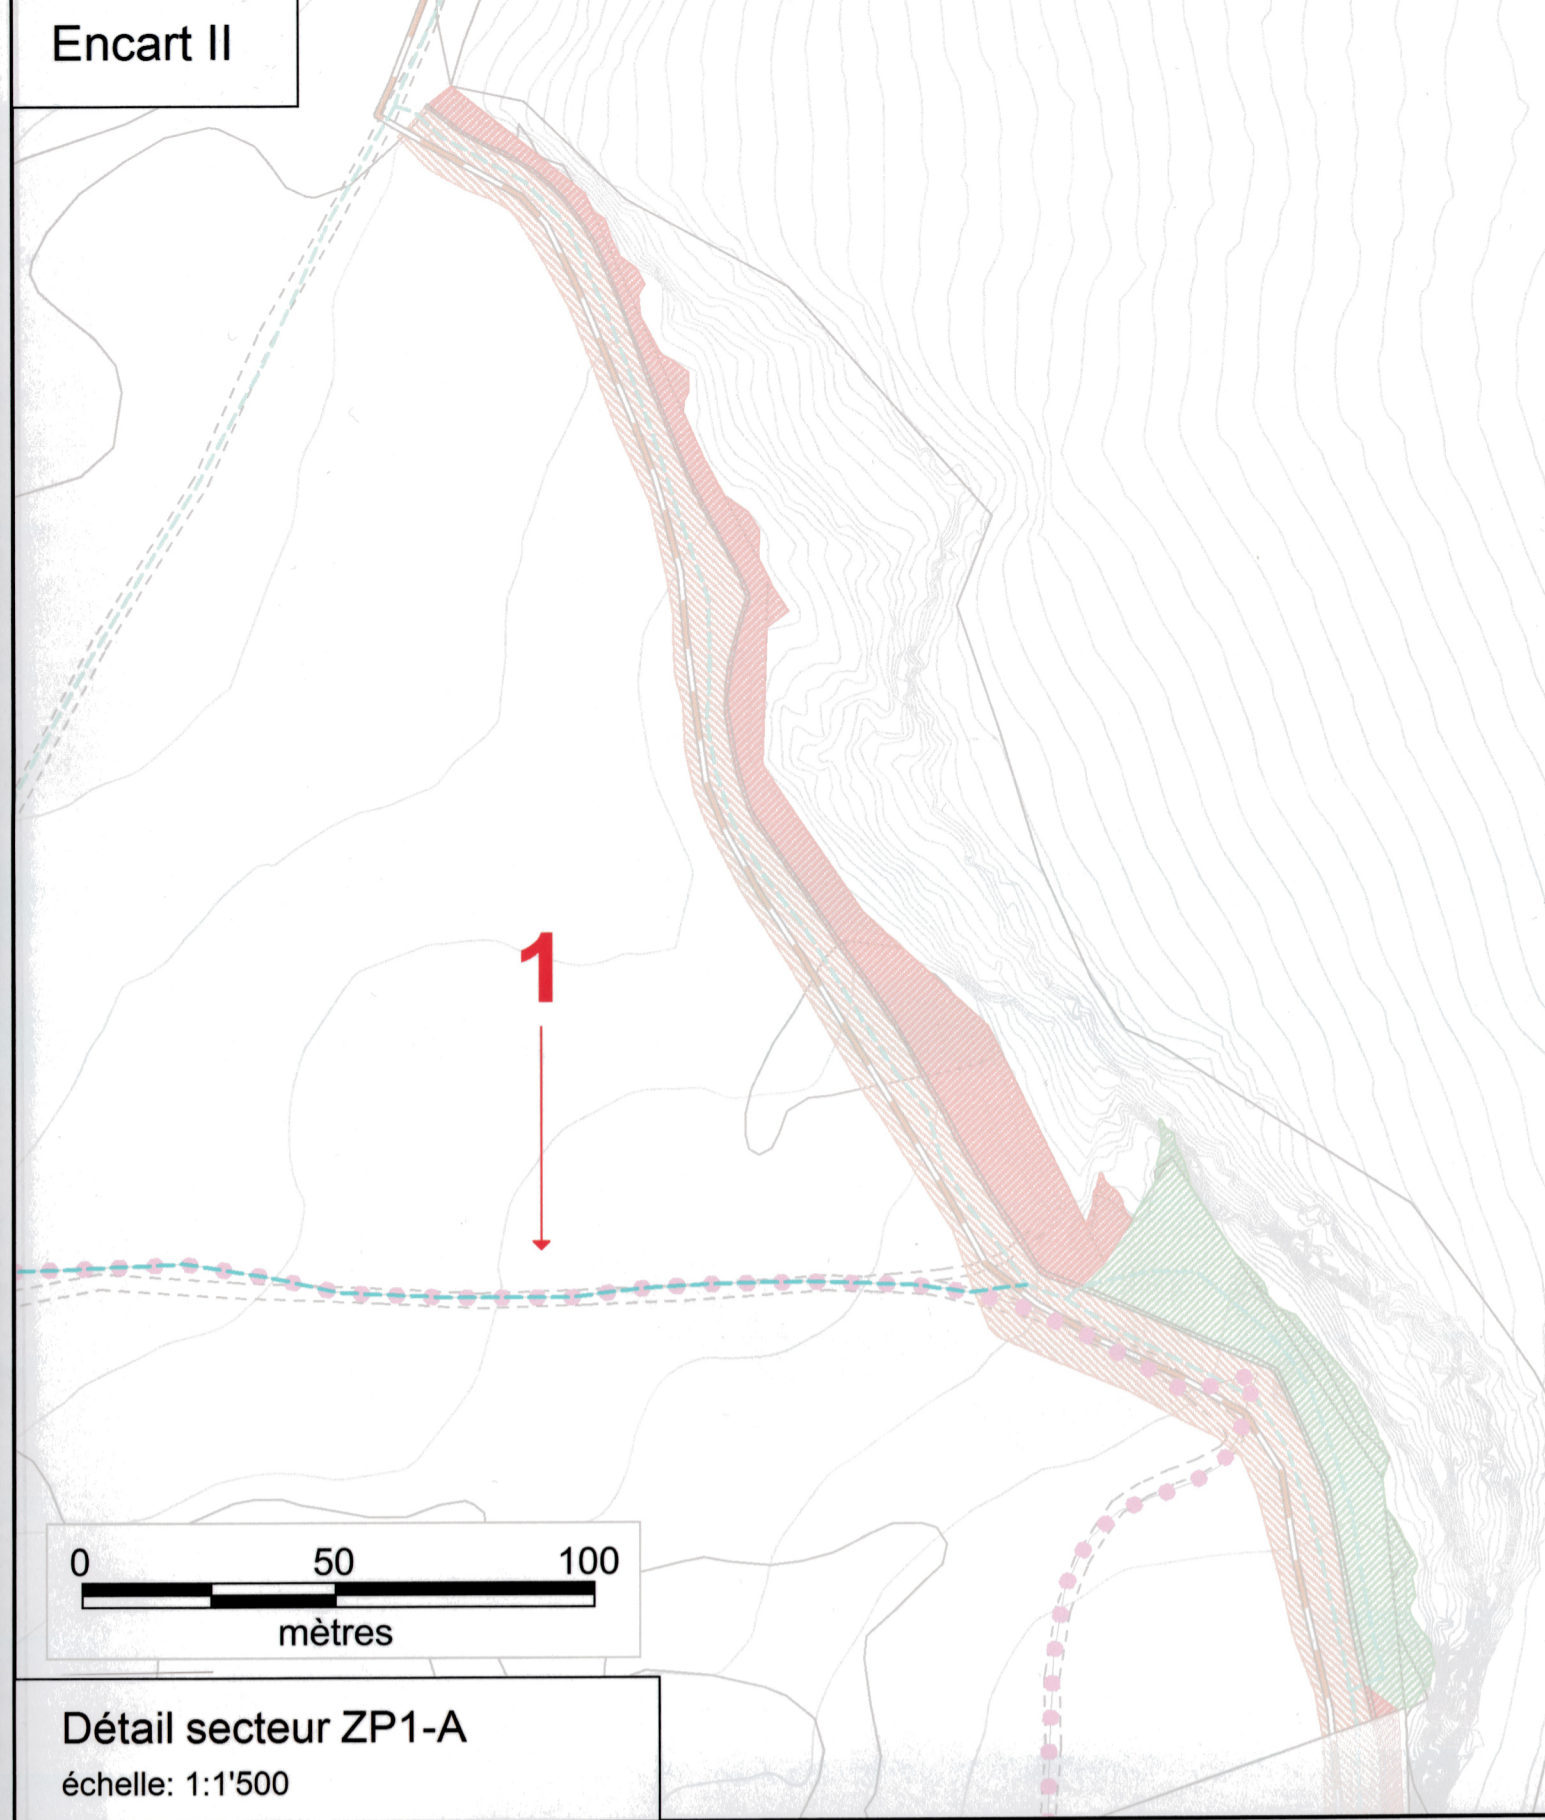 Encart II
1
0 50 100
mètres
Détail secteur ZP1-A
échelle: 1:1'500